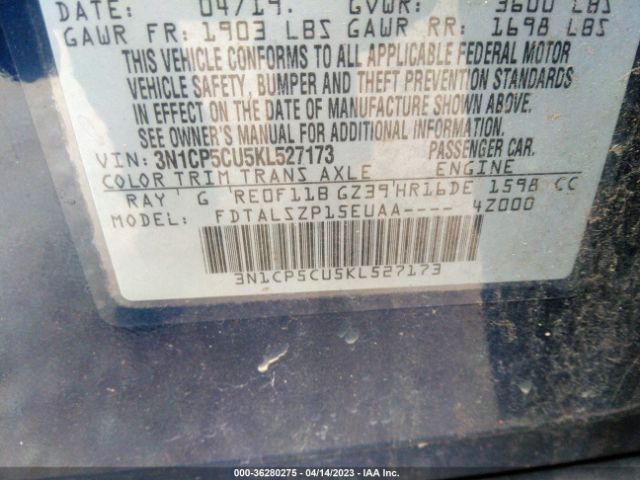 DATE: 04/19. GVWR: 3600 LBS
GAWR FR: 1903 LBS GAWR RR: 1698 LBS
THIS VEHICLE CONFORMS TO ALL APPLICABLE FEDERAL MOTOR
VEHICLE SAFETY, BUMPER AND THEFT PREVENTION STANDARDS
IN EFFECT ON THE DATE OF MANUFACTURE SHOWN ABOVE.
SEE OWNER'S MANUAL FOR ADDITIONAL INFORMATION.
VIN: 3N1CP5CU5KL527173 PASSENGER CAR.
COLOR TRIM TRANS AXLE ENGINE
RAY G RE0F11B GZ39 HR16DE 1598 CC
MODEL: FDTALSZP15EUAA---- 4Z000
3N1CP5CU5KL527173
000-36280275 - 04/14/2023 - IAA Inc.